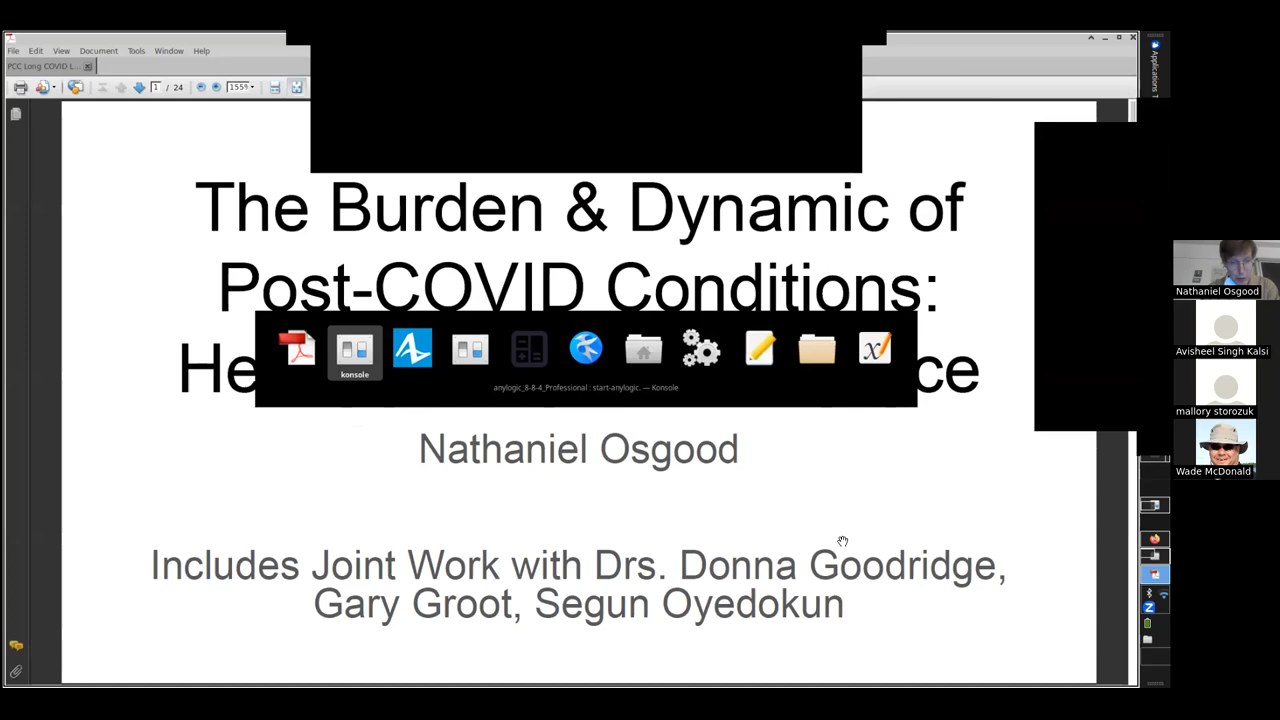 File Edit View Document Tools Window Help
PCC Long COVID L...
1 / 24 155%
Applications T
The Burden & Dynamic of
Post-COVID Conditions:
He ce
konsole
anylogic_8-8-4_Professional : start-anylogic. — Konsole
Nathaniel Osgood
Includes Joint Work with Drs. Donna Goodridge,
Gary Groot, Segun Oyedokun
Nathaniel Osgood
Avisheel Singh Kalsi
mallory storozuk
Wade McDonald